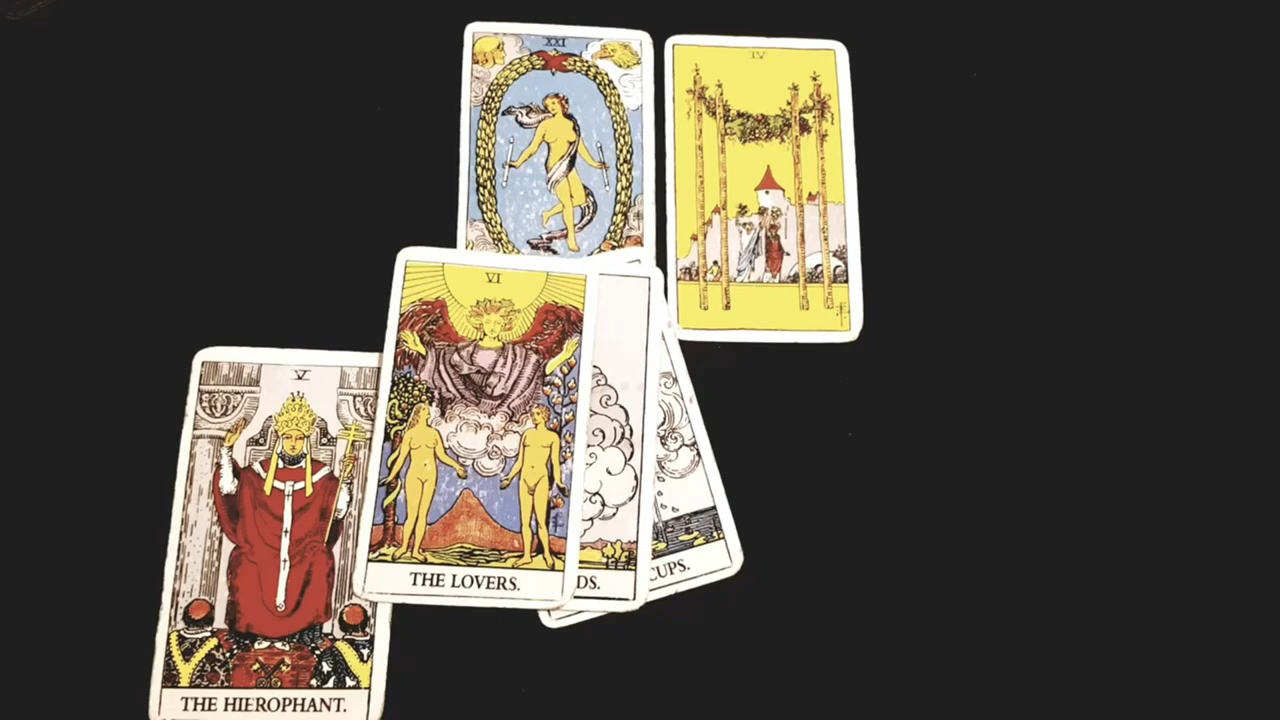 XXI
IV
VI
V
THE LOVERS.
DS.
CUPS.
THE HIEROPHANT.